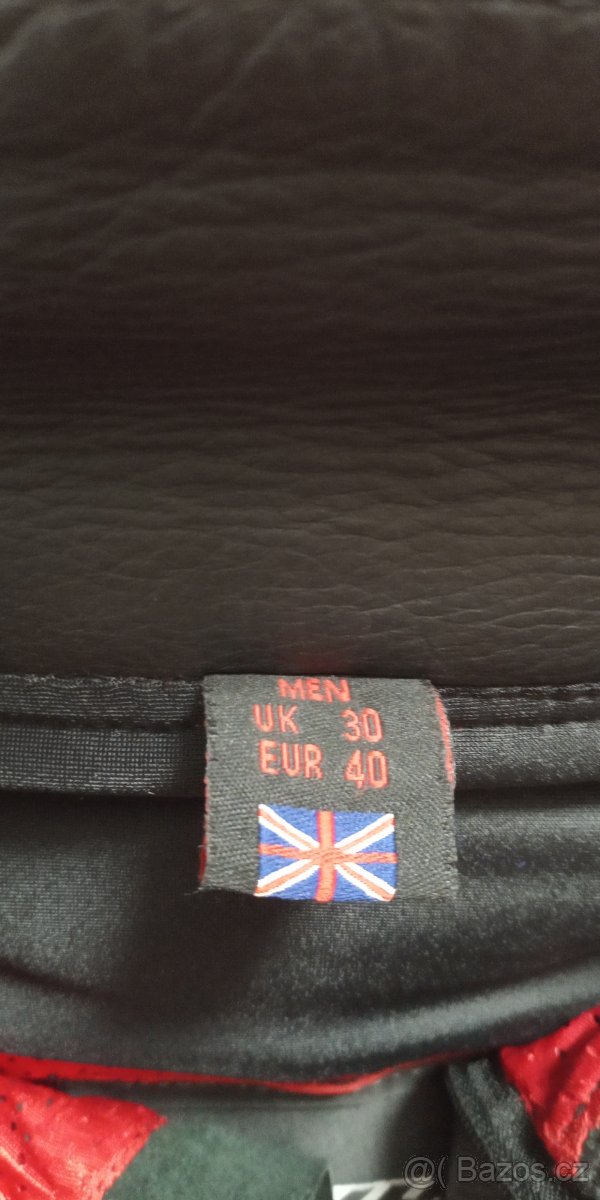 MEN
UK 30
EUR 40
@( Bazos.cz